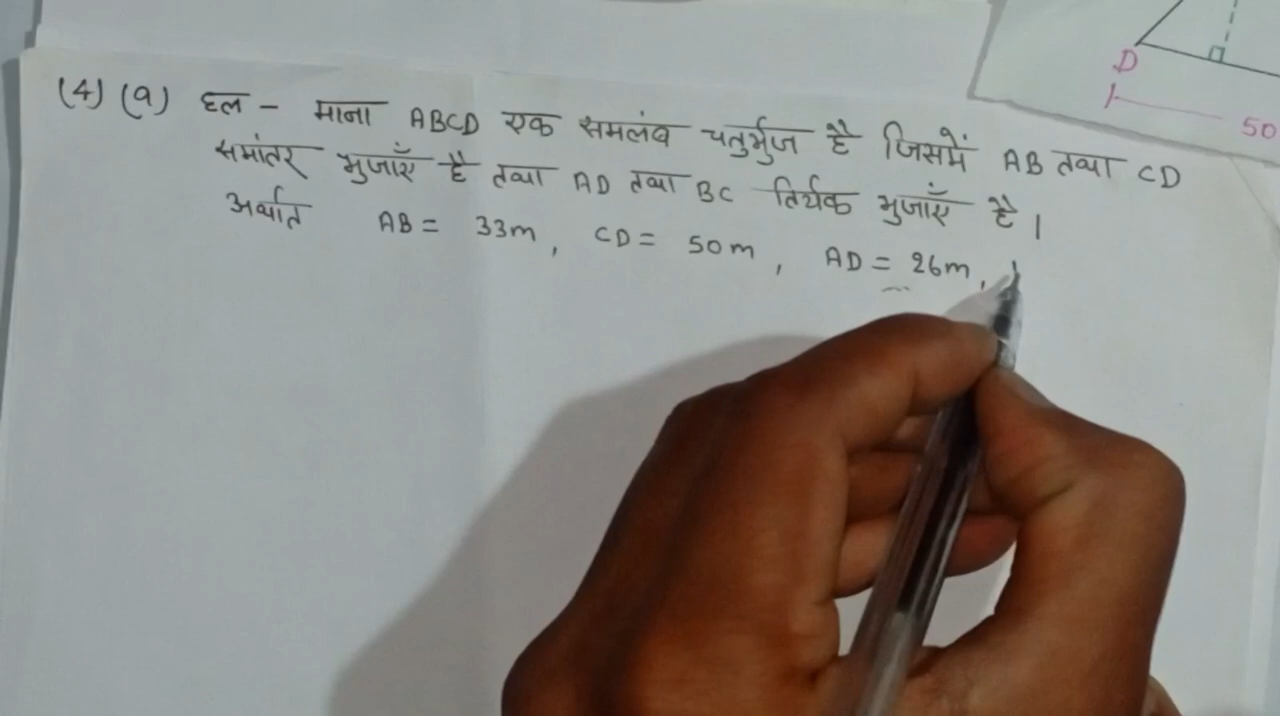 (4) (a) हल - माना ABCD एक समलंब चतुर्भुज है जिसमें AB तथा CD
समांतर भुजाएँ है तथा AD तथा BC तिर्यक भुजाएँ है।
अर्थात AB = 33m, CD = 50m, AD = 26m,
D
50